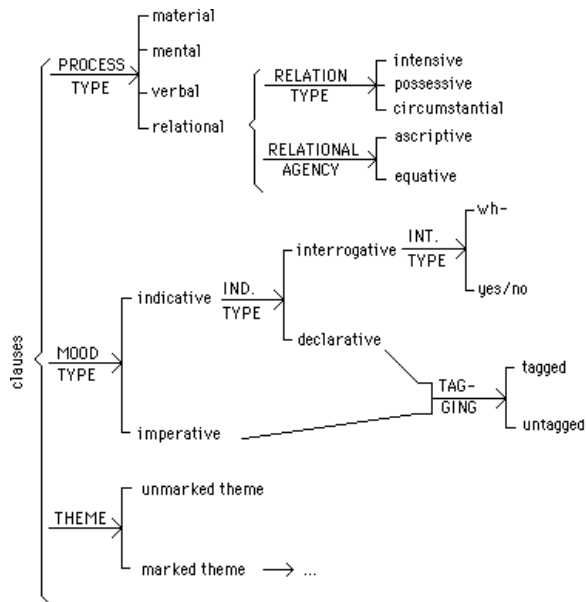 material
PROCESS
TYPE
mental
verbal
relational
RELATION
TYPE
intensive
possessive
circumstantial
RELATIONAL
AGENCY
ascriptive
equative
clauses
MOOD
TYPE
indicative
IND.
TYPE
interrogative
INT.
TYPE
wh-
yes/no
declarative
imperative
TAG-
GING
tagged
untagged
THEME
unmarked theme
marked theme
...